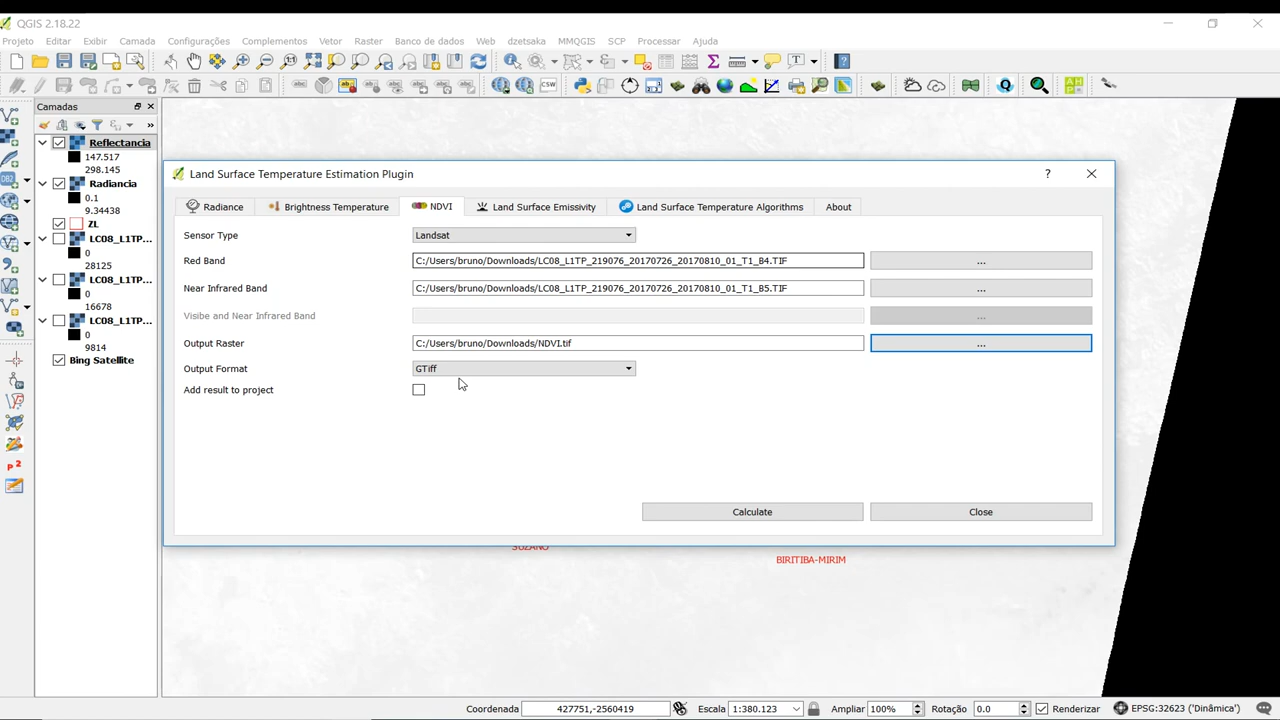 QGIS 2.18.22
Projeto Editar Exibir Camada Configurações Complementos Vetor Raster Banco de dados Web dzetsaka MMQGIS SCP Processar Ajuda
Camadas
Reflectancia
147.517
298.145
Radiancia
0.1
9.34438
ZL
LC08_L1TP...
0
28125
LC08_L1TP...
0
16678
LC08_L1TP...
0
9814
Bing Satellite
Land Surface Temperature Estimation Plugin
Radiance Brightness Temperature NDVI Land Surface Emissivity Land Surface Temperature Algorithms About
Sensor Type Landsat
Red Band C:/Users/bruno/Downloads/LC08_L1TP_219076_20170726_20170810_01_T1_B4.TIF ...
Near Infrared Band C:/Users/bruno/Downloads/LC08_L1TP_219076_20170726_20170810_01_T1_B5.TIF ...
Visibe and Near Infrared Band ...
Output Raster C:/Users/bruno/Downloads/NDVI.tif ...
Output Format GTiff
Add result to project
Calculate Close
SUZANO
BIRITIBA-MIRIM
Coordenada 427751,-2560419 Escala 1:380.123 Ampliar 100% Rotação 0.0 Renderizar EPSG:32623 ('Dinâmica')